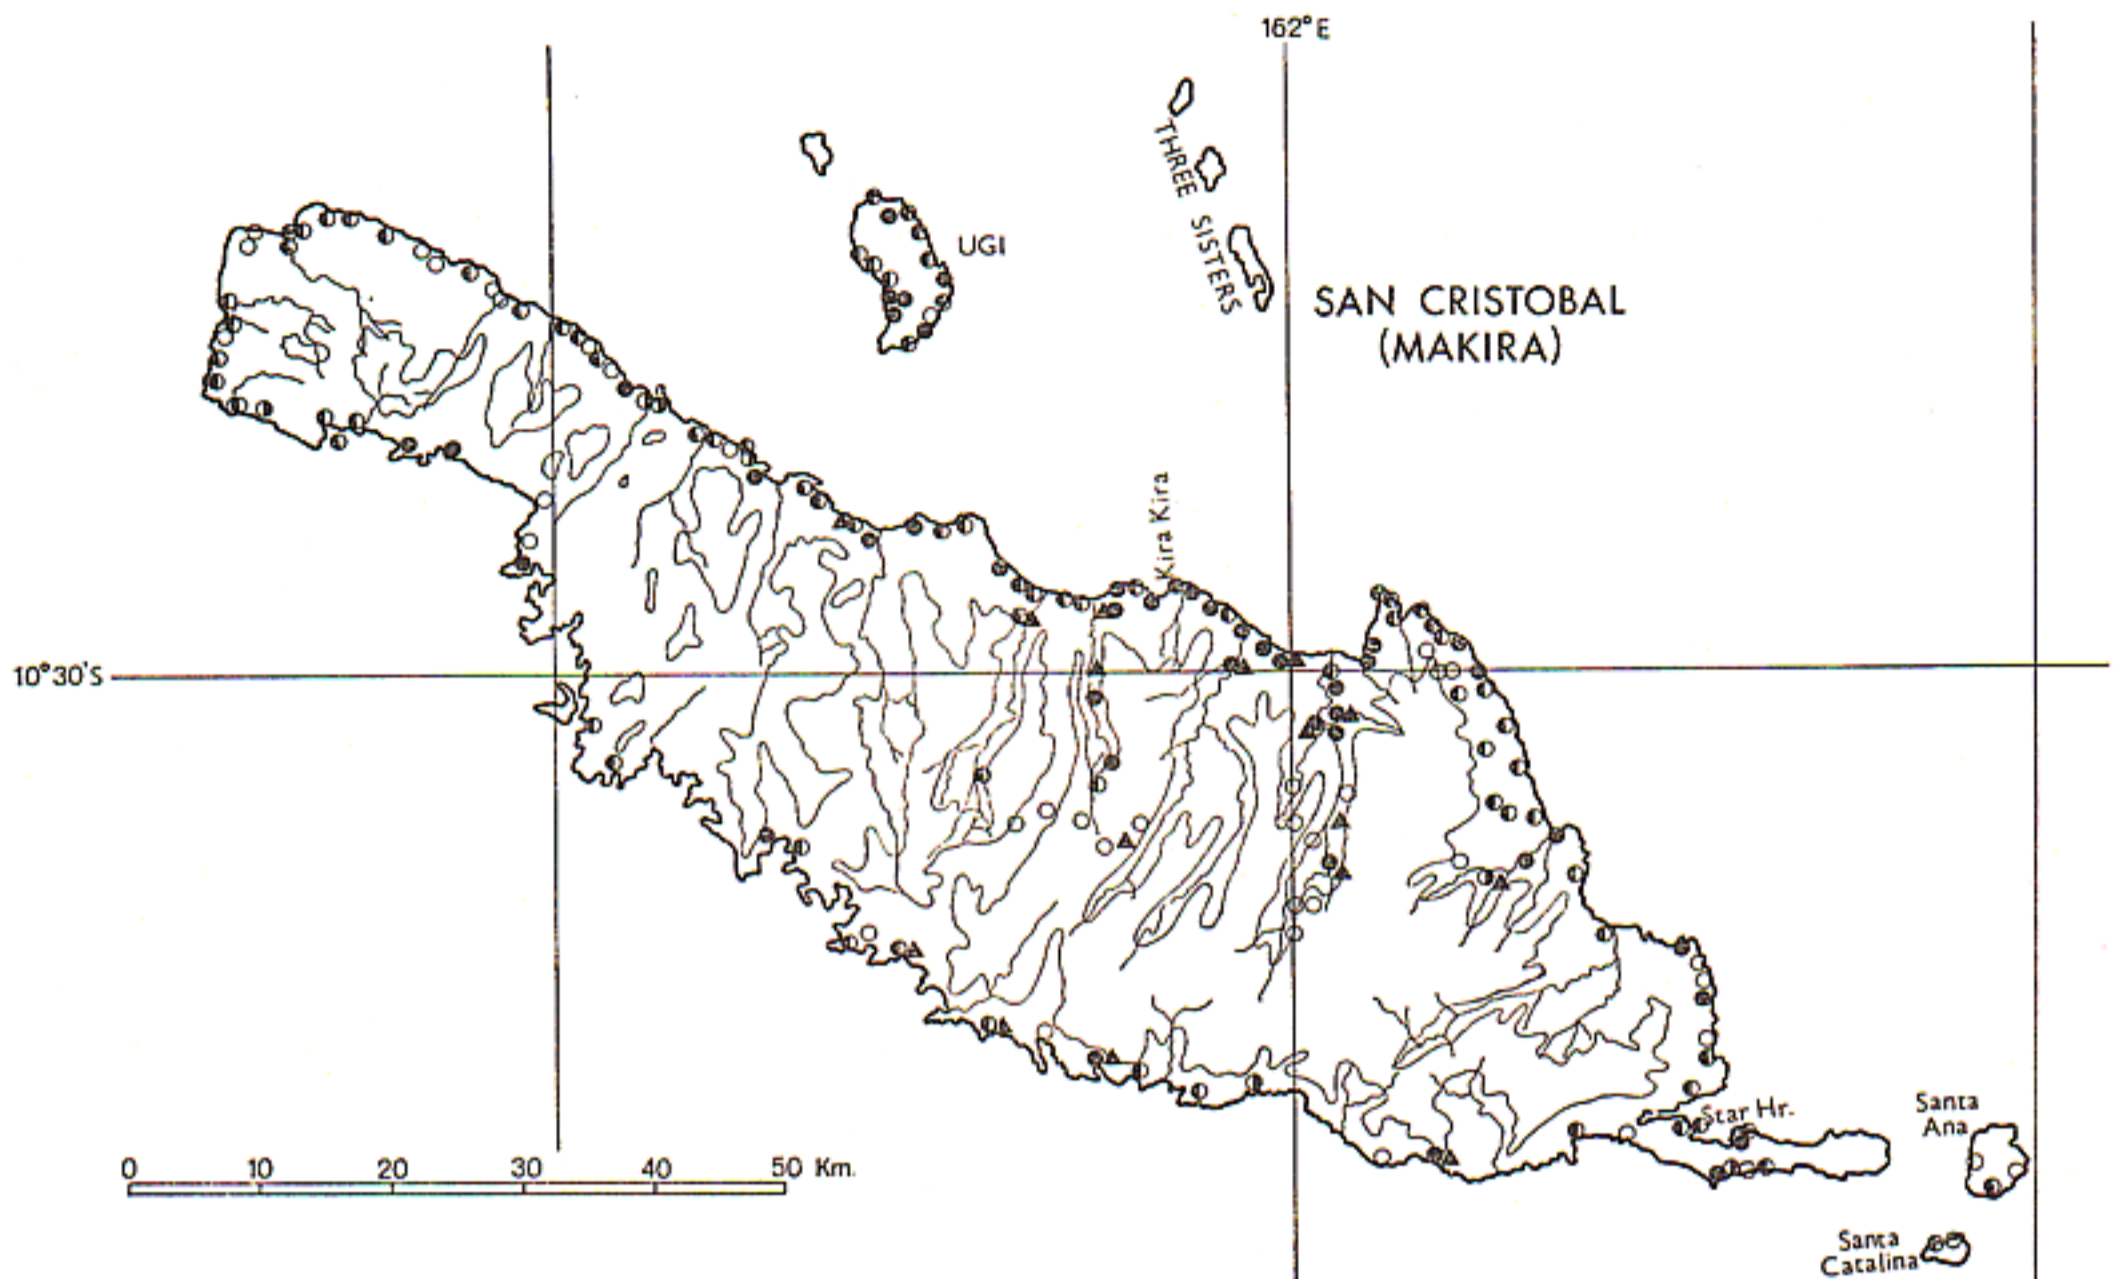 162°E
THREE SISTERS
UGI
SAN CRISTOBAL
(MAKIRA)
Kira Kira
10°30'S
Star Hr.
Santa
Ana
0 10 20 30 40 50 Km.
Santa
Catalina